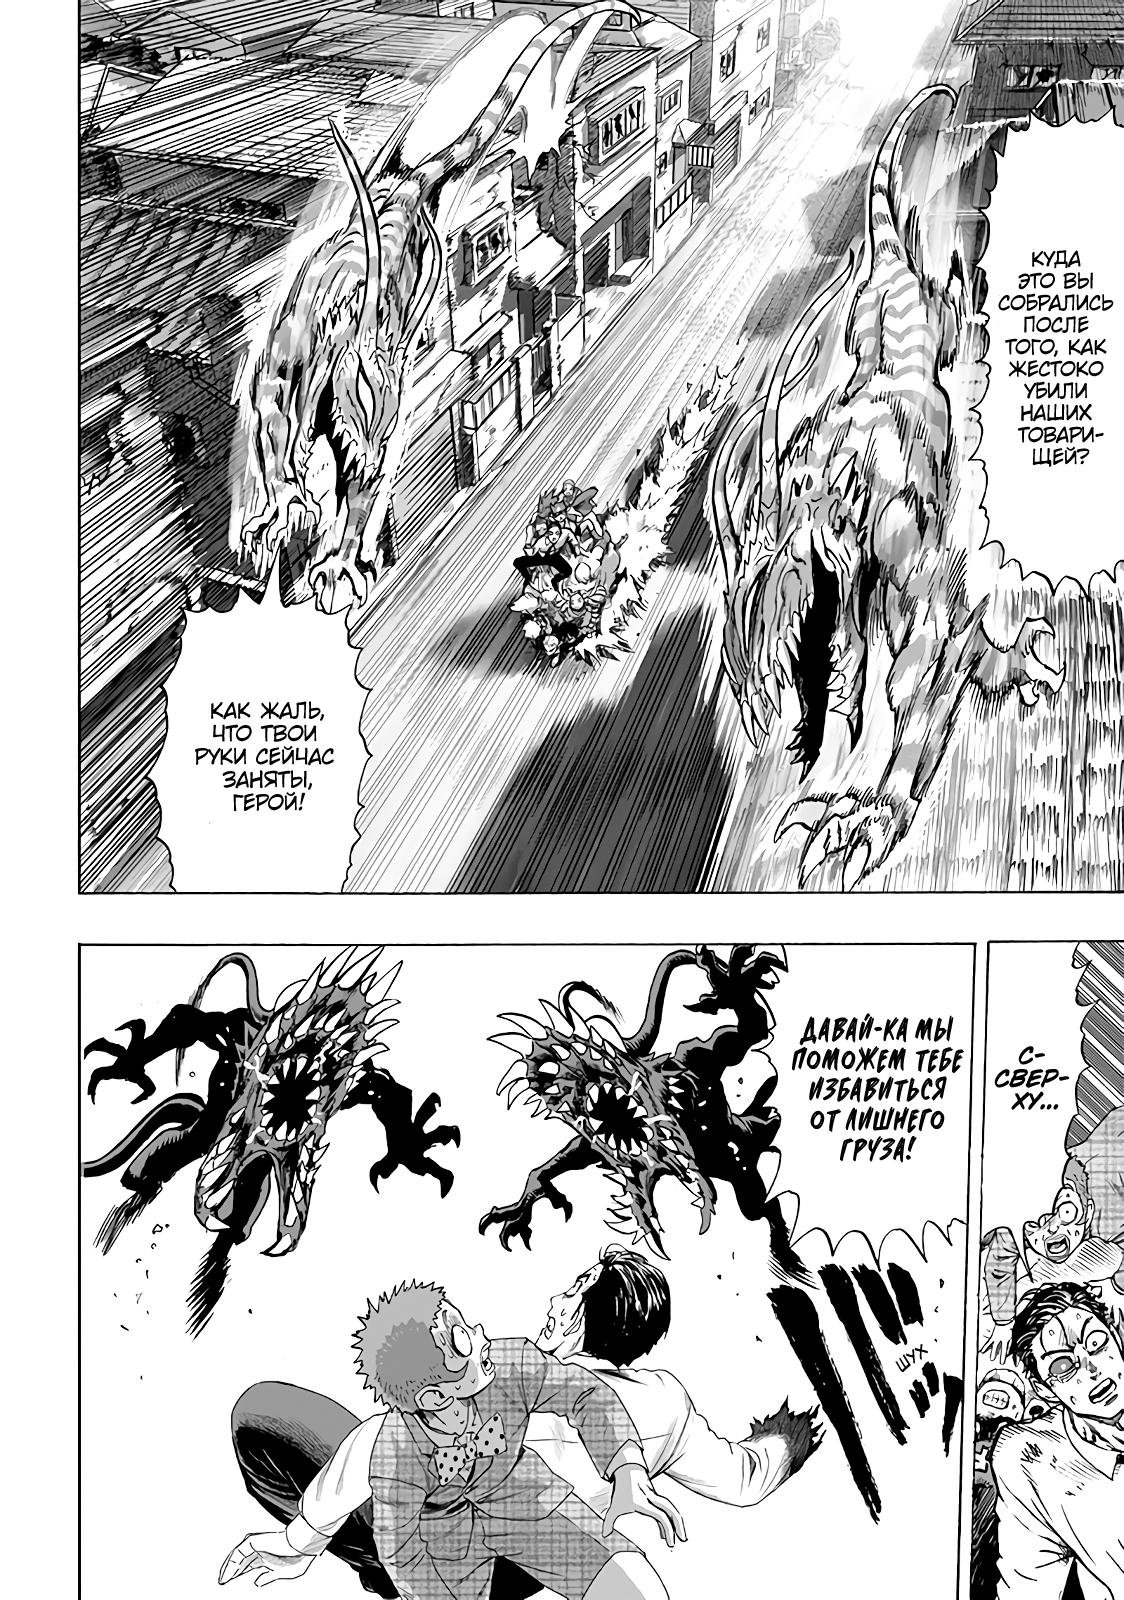 КУДА
ЭТО ВЫ
СОБРАЛИСЬ
ПОСЛЕ
ТОГО, КАК
ЖЕСТОКО
УБИЛИ
НАШИХ
ТОВАРИ-
ЩЕЙ?
КАК ЖАЛЬ,
ЧТО ТВОИ
РУКИ СЕЙЧАС
ЗАНЯТЫ,
ГЕРОЙ!
С-
СВЕР-
ХУ...
ДАВАЙ-КА МЫ
ПОМОЖЕМ ТЕБЕ
ИЗБАВИТЬСЯ
ОТ ЛИШНЕГО
ГРУЗА!
ШУХ